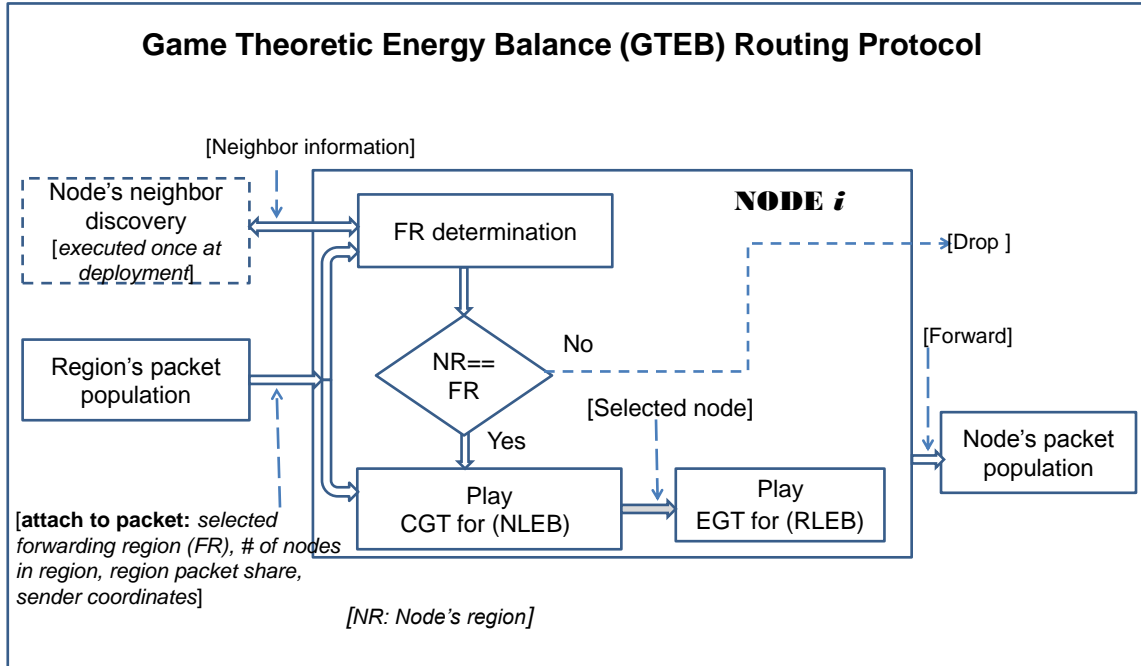 Game Theoretic Energy Balance (GTEB) Routing Protocol
[Neighbor information]
Node's neighbor
discovery
[executed once at
deployment]
FR determination
NODE i
[Drop ]
Region's packet
population
NR==
FR
No
Yes
[Forward]
[Selected node]
Node's packet
population
Play
CGT for (NLEB)
Play
EGT for (RLEB)
[attach to packet: selected
forwarding region (FR), # of nodes
in region, region packet share,
sender coordinates]
[NR: Node's region]